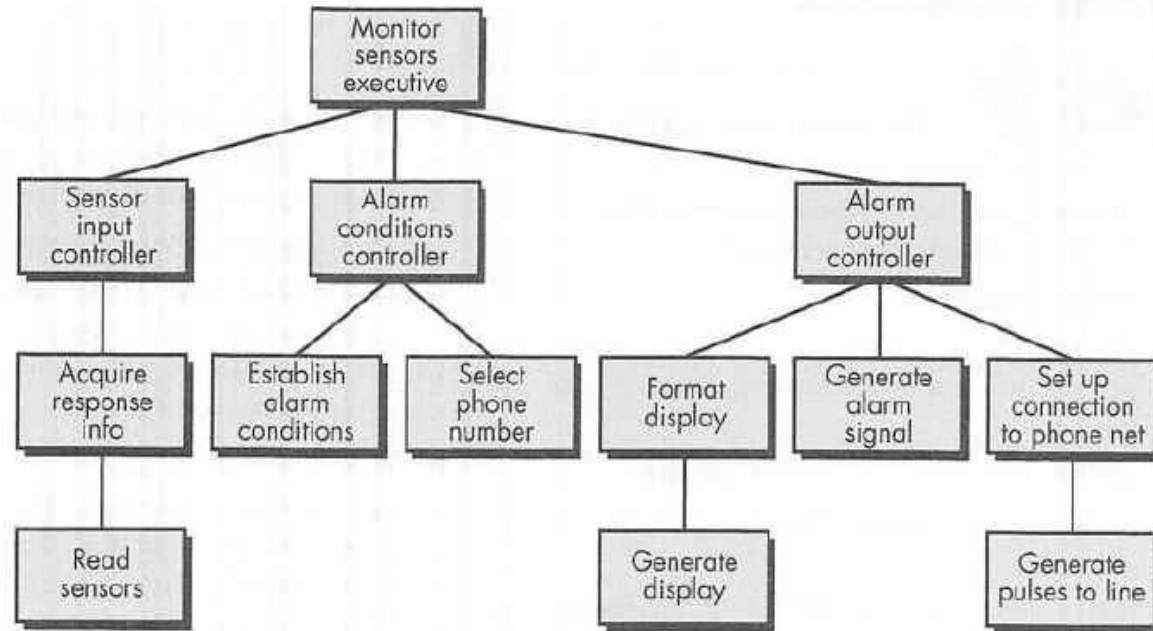 Monitor
sensors
executive
Sensor
input
controller
Alarm
conditions
controller
Alarm
output
controller
Acquire
response
info
Establish
alarm
conditions
Select
phone
number
Format
display
Generate
alarm
signal
Set up
connection
to phone net
Read
sensors
Generate
display
Generate
pulses to line